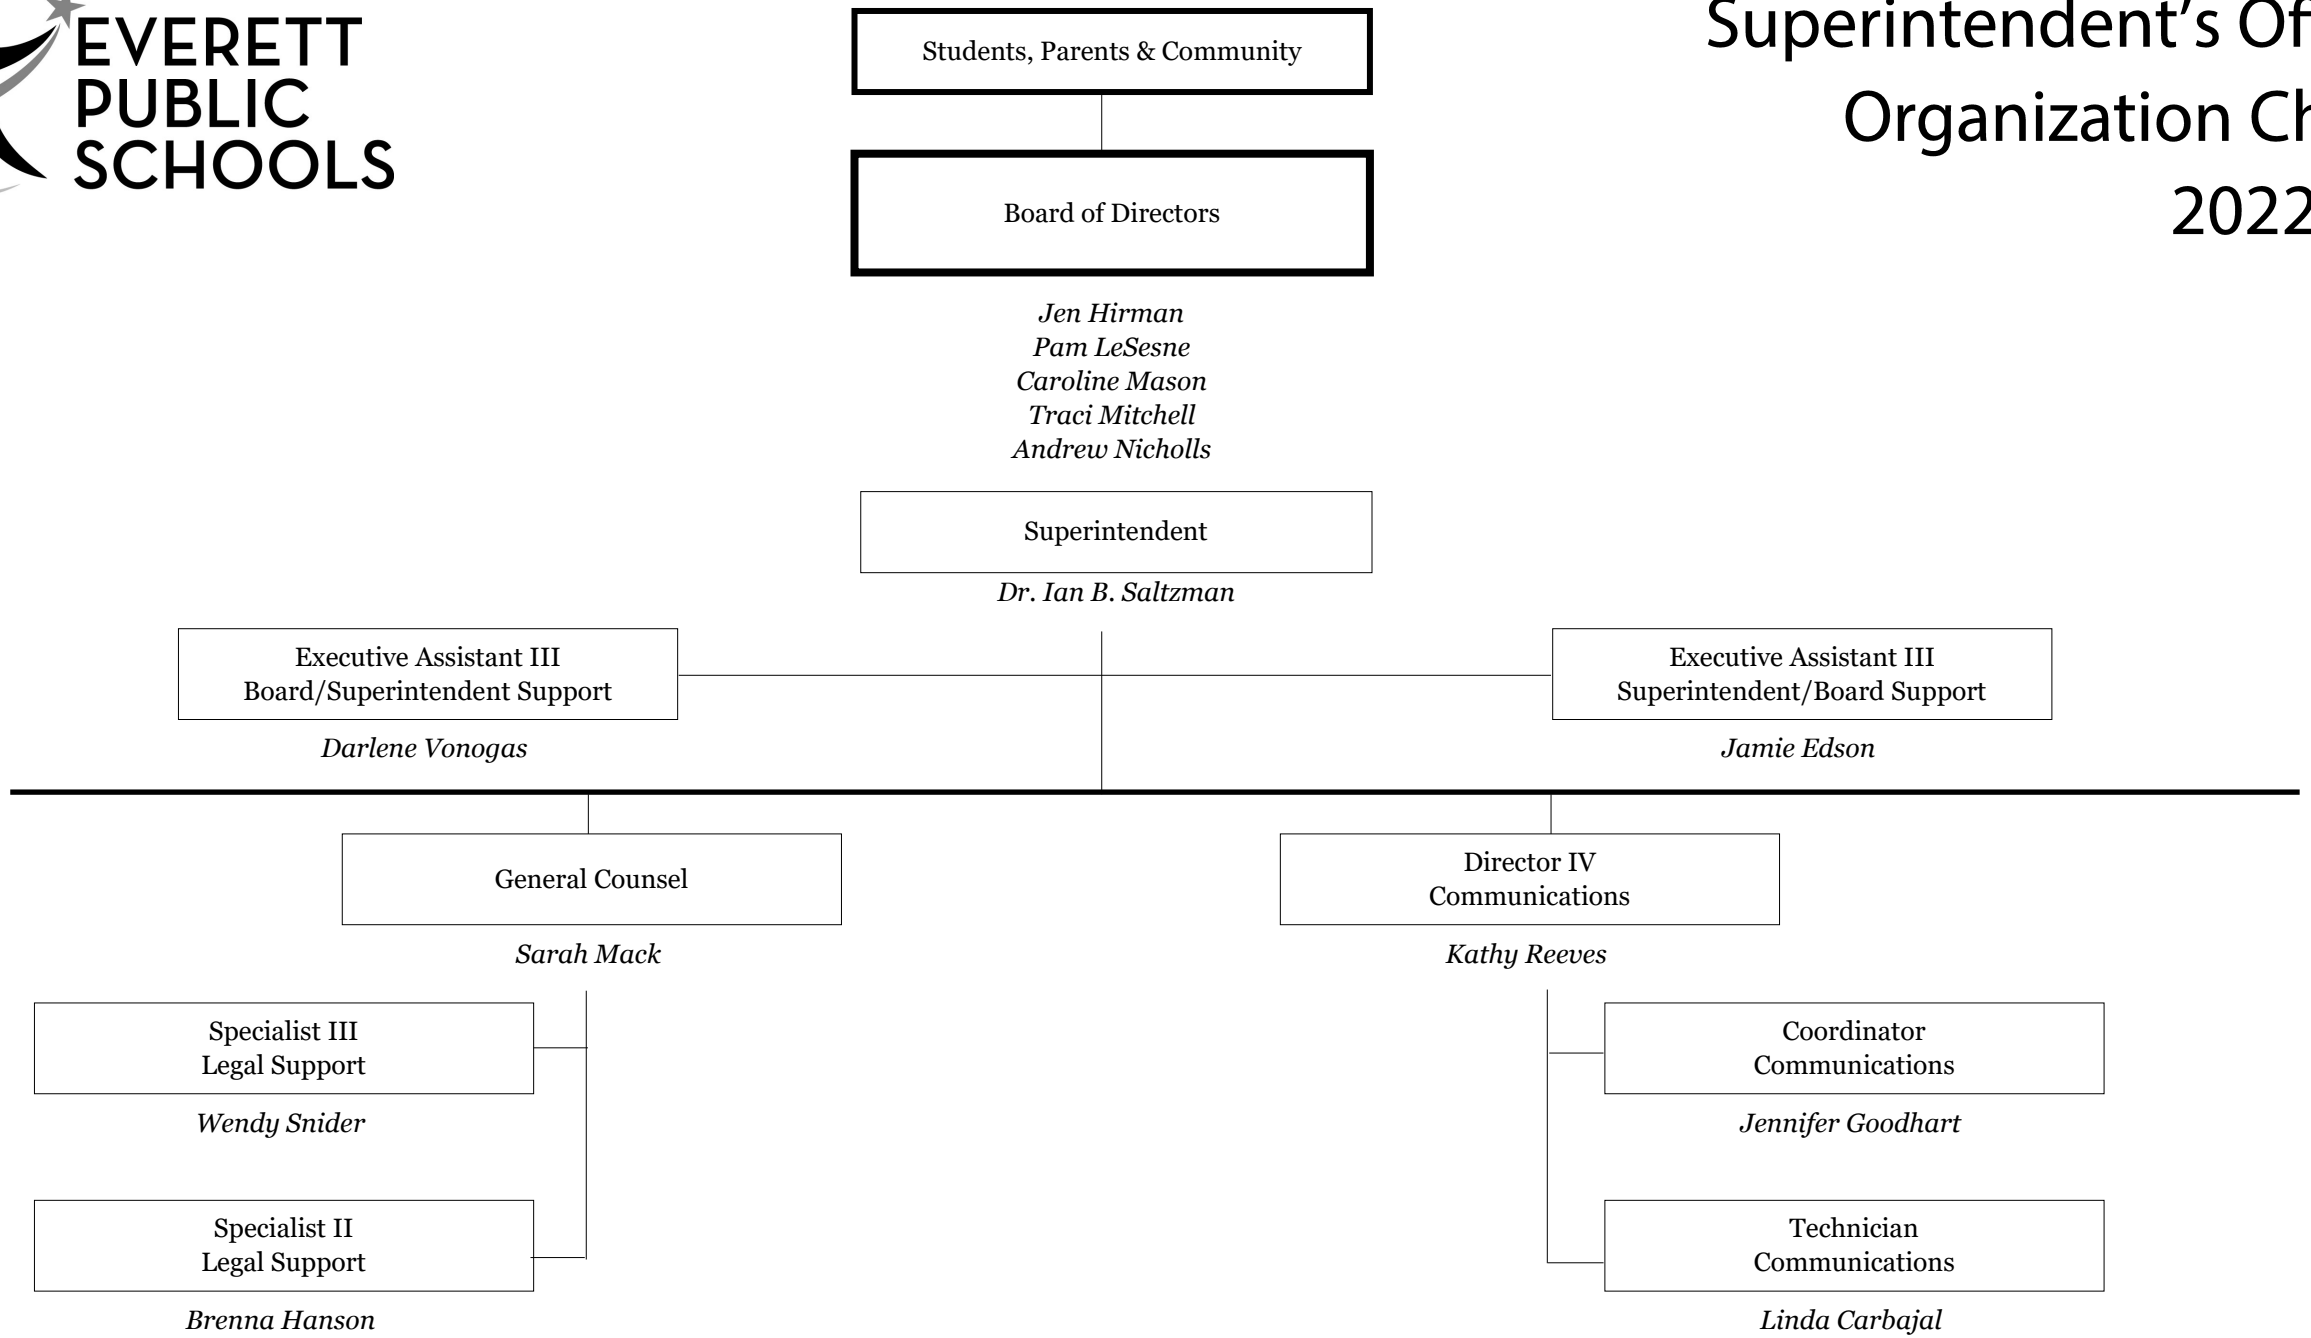 EVERETT
PUBLIC
SCHOOLS
Superintendent's Of
Organization Ch
2022
Students, Parents & Community
Board of Directors
Jen Hirman
Pam LeSesne
Caroline Mason
Traci Mitchell
Andrew Nicholls
Superintendent
Dr. Ian B. Saltzman
Executive Assistant III
Board/Superintendent Support
Darlene Vonogas
Executive Assistant III
Superintendent/Board Support
Jamie Edson
General Counsel
Sarah Mack
Director IV
Communications
Kathy Reeves
Specialist III
Legal Support
Wendy Snider
Specialist II
Legal Support
Brenna Hanson
Coordinator
Communications
Jennifer Goodhart
Technician
Communications
Linda Carbajal